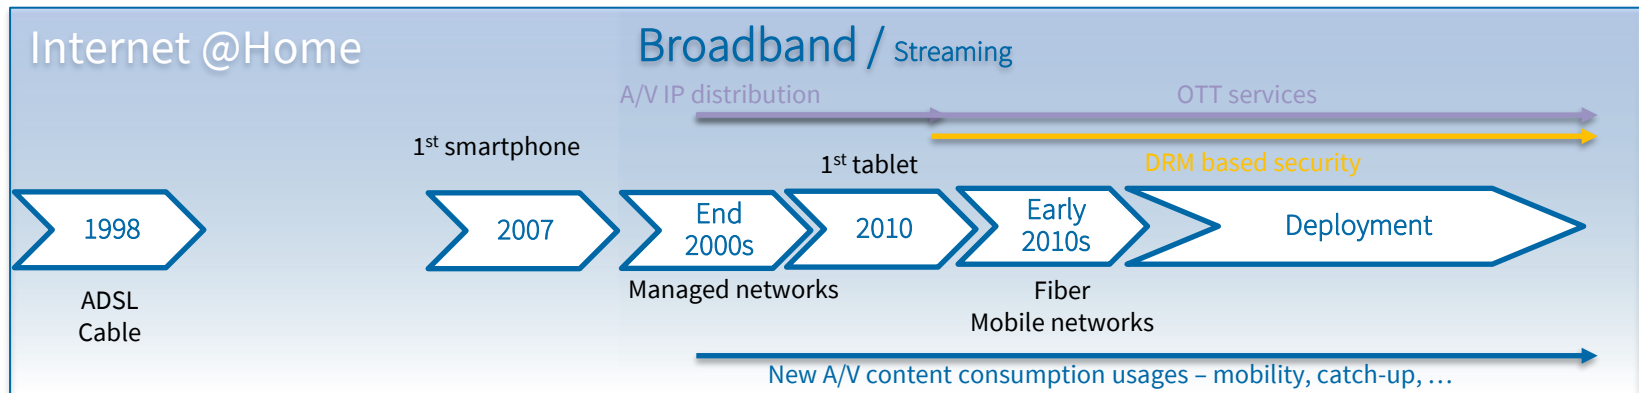 Internet @Home
Broadband / Streaming
A/V IP distribution
OTT services
1st smartphone
1st tablet
DRM based security
1998
2007
End
2000s
2010
Early
2010s
Deployment
ADSL
Cable
Managed networks
Fiber
Mobile networks
New A/V content consumption usages – mobility, catch-up, …